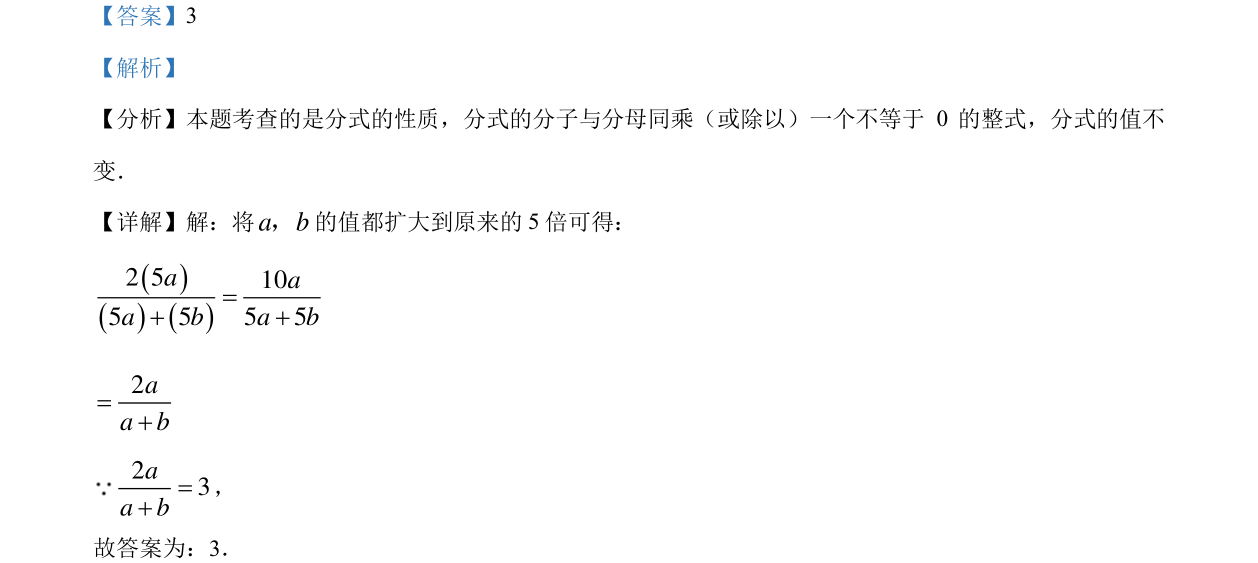 【答案】3
【解析】
【分析】本题考查的是分式的性质，分式的分子与分母同乘（或除以）一个不等于 0 的整式，分式的值不
变．
【详解】解：将 a，b 的值都扩大到原来的 5 倍可得：
\frac{2(5a)}{(5a)+(5b)}=\frac{10a}{5a+5b}
=\frac{2a}{a+b}
∵\frac{2a}{a+b}=3，
故答案为：3．